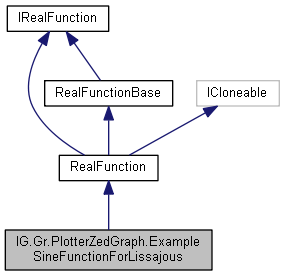 IRealFunction
RealFunctionBase
ICloneable
RealFunction
IG.Gr.PlotterZedGraph.Example
SineFunctionForLissajous